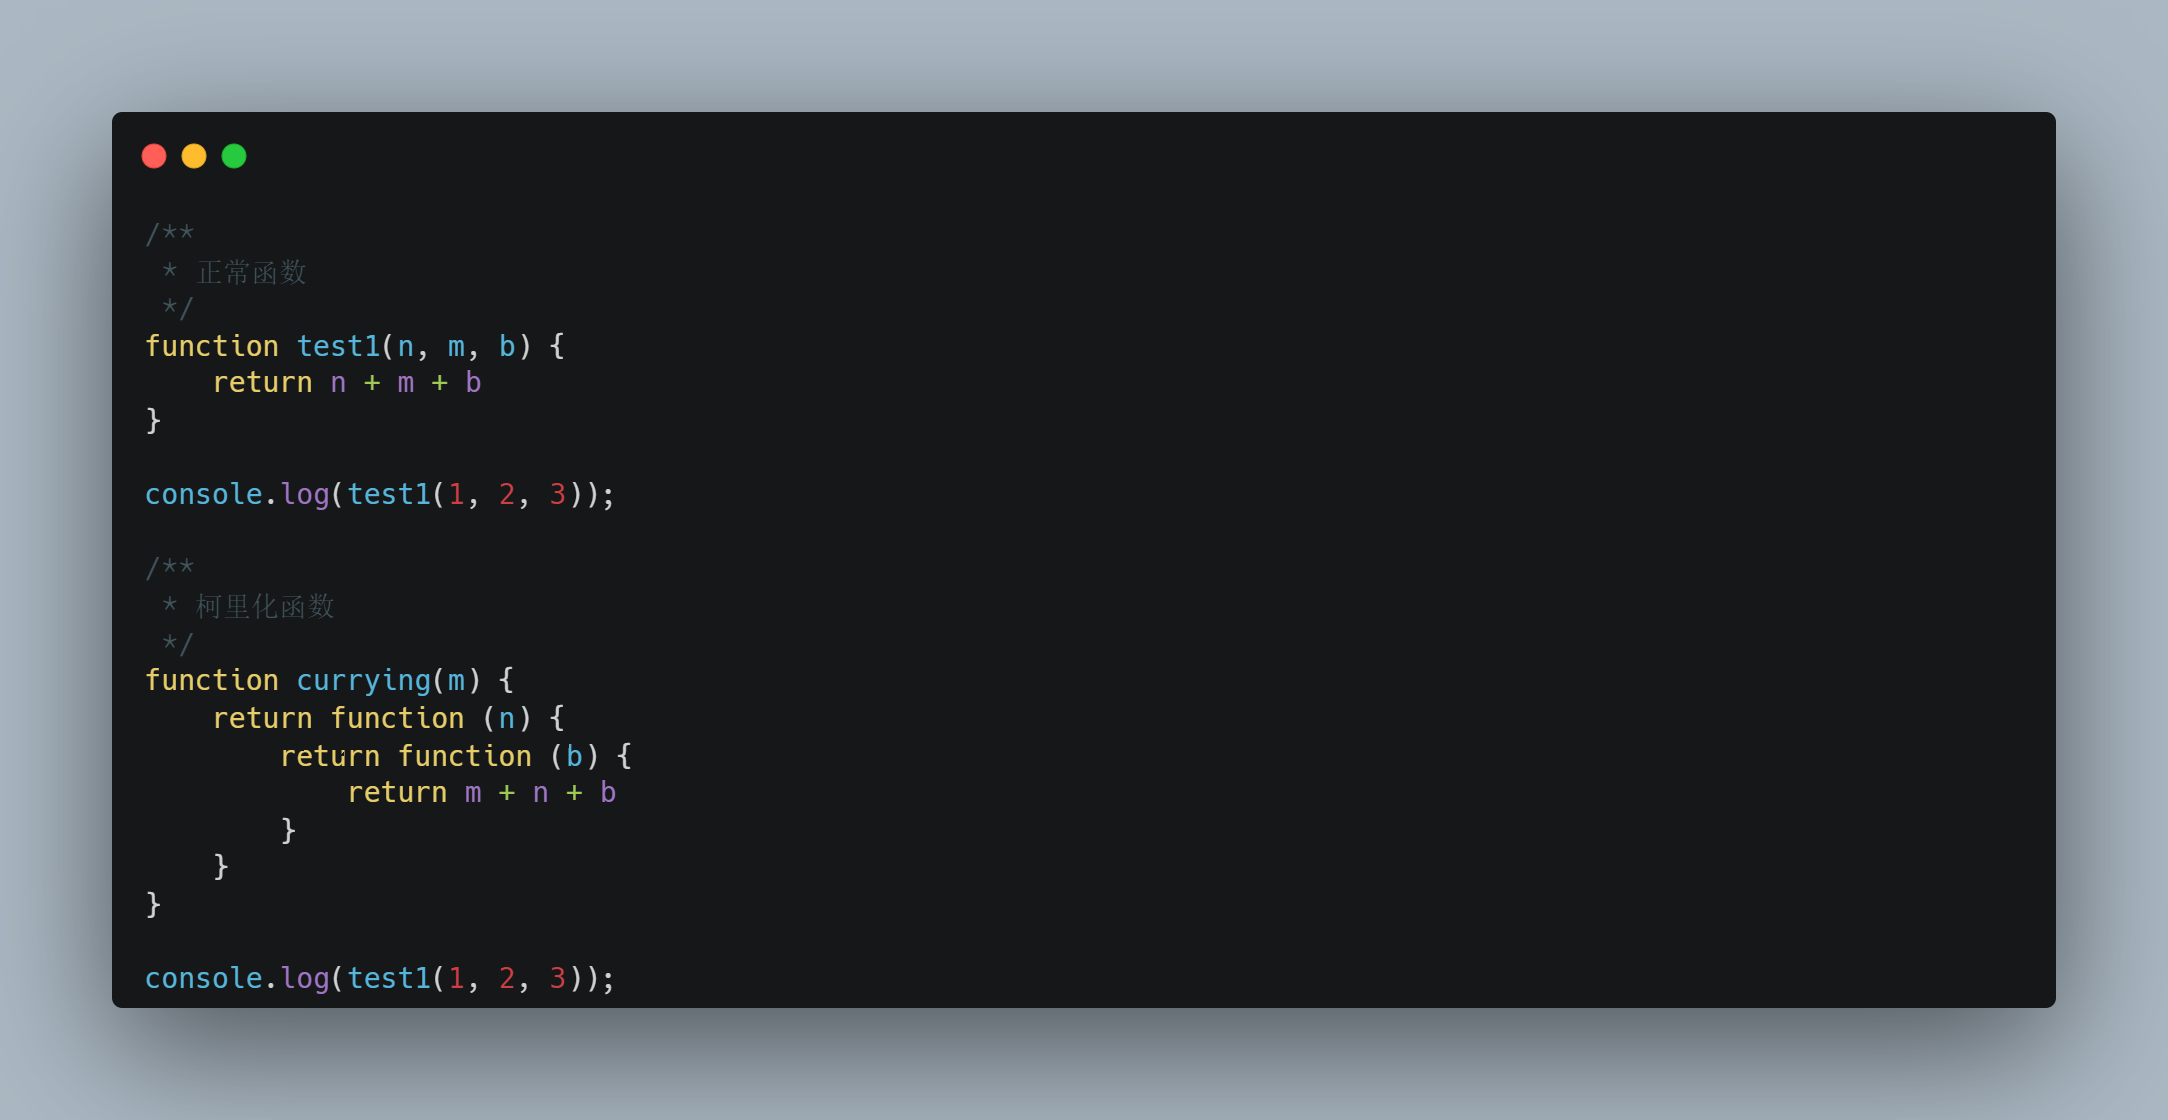 /**
 * 正常函数
 */
function test1(n, m, b) {
    return n + m + b
}

console.log(test1(1, 2, 3));

/**
 * 柯里化函数
 */
function currying(m) {
    return function (n) {
        return function (b) {
            return m + n + b
        }
    }
}

console.log(test1(1, 2, 3));